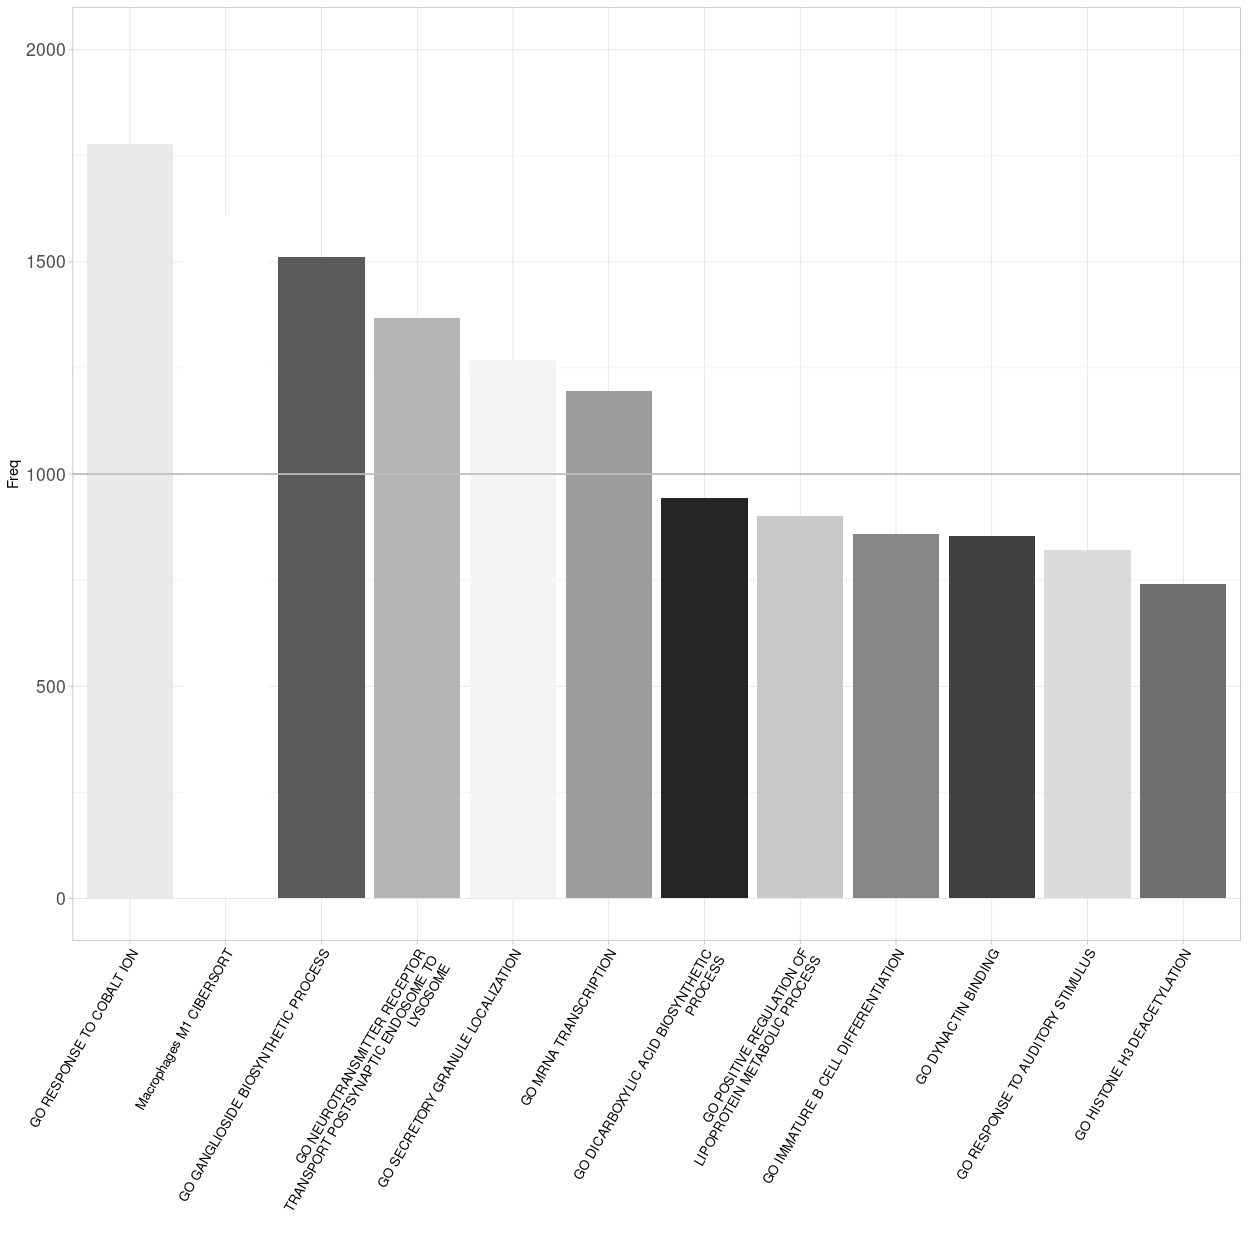 2000
1500
1000
500
0
Freq
GO RESPONSE TO COBALT ION
Macrophages M1 CIBERSORT
GO GANGLIOSIDE BIOSYNTHETIC PROCESS
GO NEUROTRANSMITTER RECEPTOR
TRANSPORT POSTSYNAPTIC ENDOSOME TO
LYSOSOME
GO SECRETORY GRANULE LOCALIZATION
GO MRNA TRANSCRIPTION
GO DICARBOXYLIC ACID BIOSYNTHETIC
PROCESS
GO POSITIVE REGULATION OF
LIPOPROTEIN METABOLIC PROCESS
GO IMMATURE B CELL DIFFERENTIATION
GO DYNACTIN BINDING
GO RESPONSE TO AUDITORY STIMULUS
GO HISTONE H3 DEACETYLATION